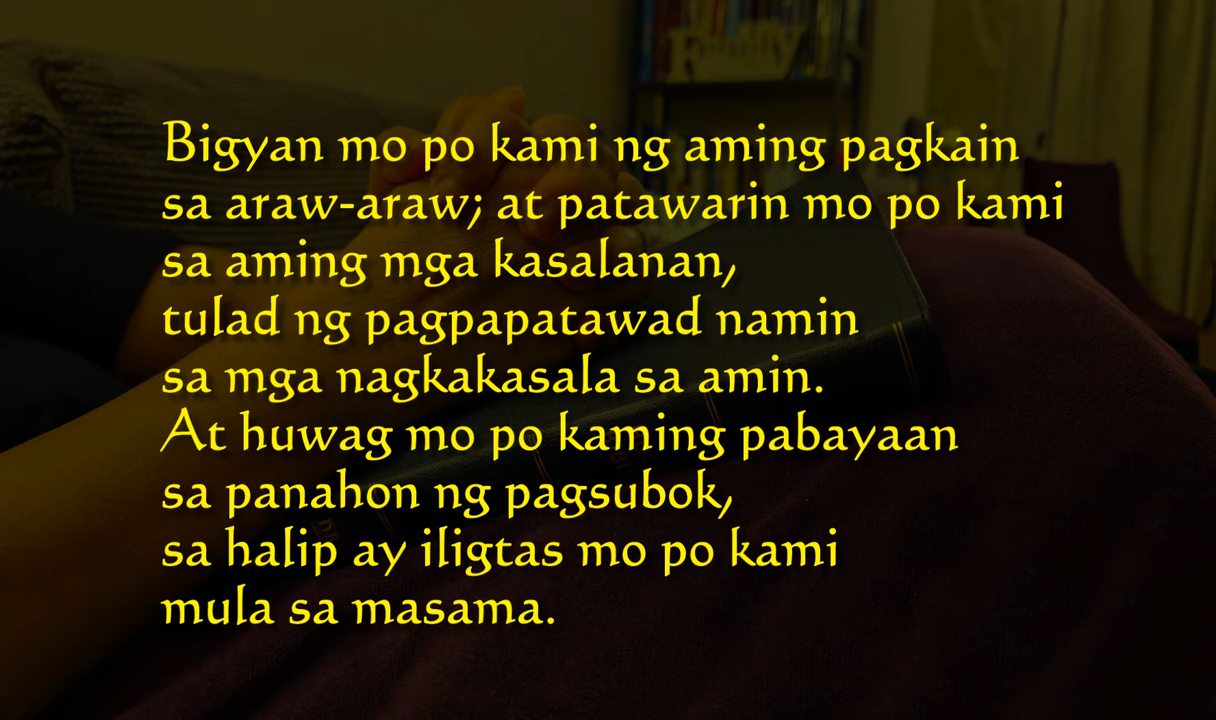 Family
Bigyan mo po kami ng aming pagkain
sa araw-araw; at patawarin mo po kami
sa aming mga kasalanan,
tulad ng pagpapatawad namin
sa mga nagkakasala sa amin.
At huwag mo po kaming pabayaan
sa panahon ng pagsubok,
sa halip ay iligtas mo po kami
mula sa masama.